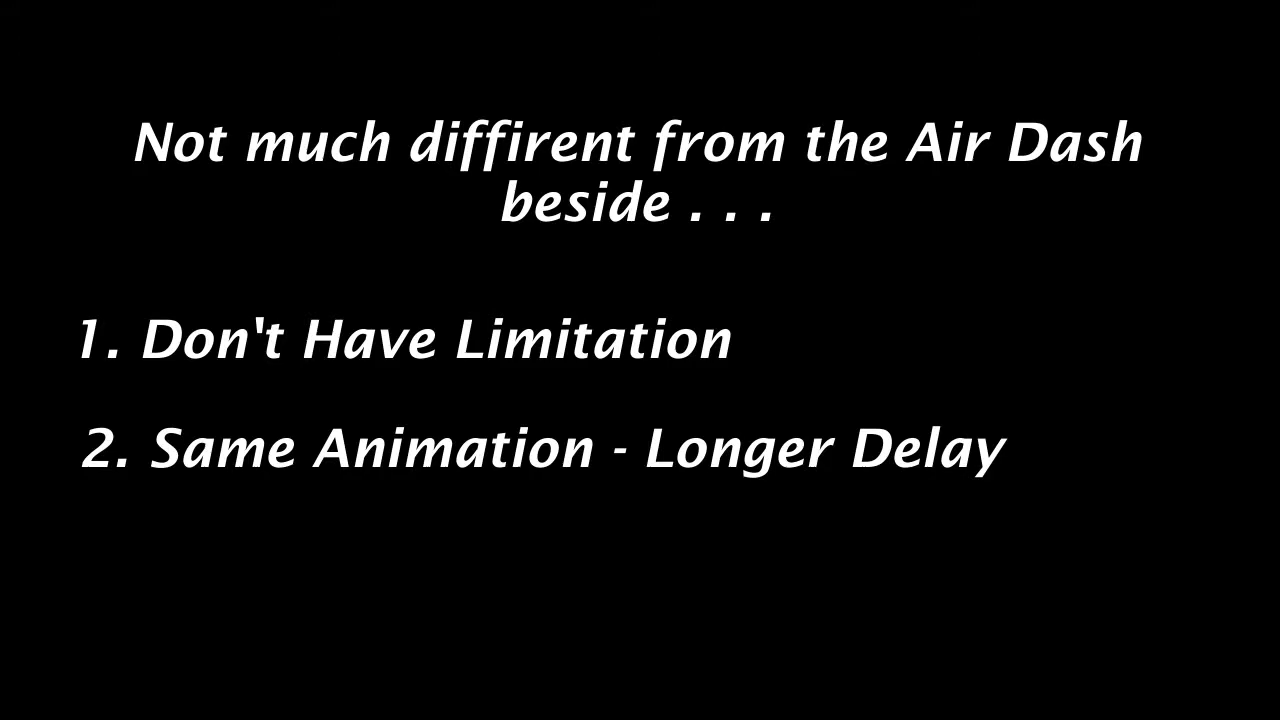 Not much diffirent from the Air Dash
beside . . .
1. Don't Have Limitation
2. Same Animation - Longer Delay